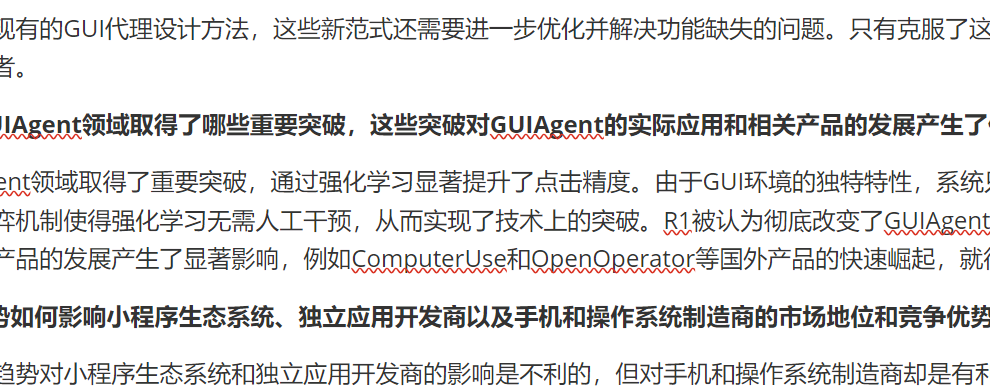 现有的GUI代理设计方法，这些新范式还需要进一步优化并解决功能缺失的问题。只有克服了这
者。
UIAgent领域取得了哪些重要突破，这些突破对GUIAgent的实际应用和相关产品的发展产生了
ent领域取得了重要突破，通过强化学习显著提升了点击精度。由于GUI环境的独特特性，系统
弈机制使得强化学习无需人工干预，从而实现了技术上的突破。R1被认为彻底改变了GUIAgent
产品的发展产生了显著影响，例如ComputerUse和OpenOperator等国外产品的快速崛起，就
势如何影响小程序生态系统、独立应用开发商以及手机和操作系统制造商的市场地位和竞争优势
趋势对小程序生态系统和独立应用开发商的影响是不利的，但对手机和操作系统制造商却是有利